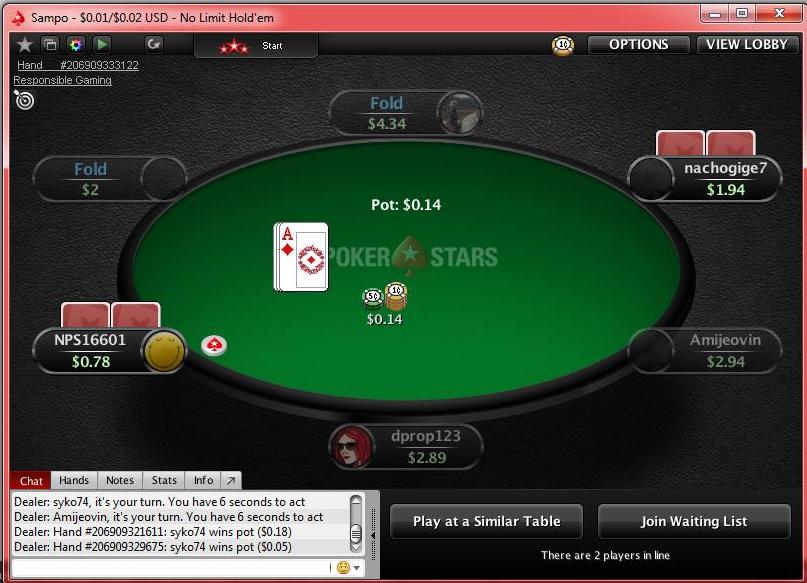 Sampo - $0.01/$0.02 USD - No Limit Hold'em
Start
1¢
OPTIONS
VIEW LOBBY
Hand #206909333122
Responsible Gaming
Fold
$4.34
Fold
$2
nachogige7
$1.94
Pot: $0.14
A
POKER STARS
5¢ 1¢
$0.14
NPS16601
$0.78
Amijeovin
$2.94
dprop123
$2.89
Chat Hands Notes Stats Info
Dealer: syko74, it's your turn. You have 6 seconds to act
Dealer: Amijeovin, it's your turn. You have 6 seconds to act
Dealer: Hand #206909321611: syko74 wins pot ($0.18)
Dealer: Hand #206909329675: syko74 wins pot ($0.05)
Play at a Similar Table
Join Waiting List
There are 2 players in line